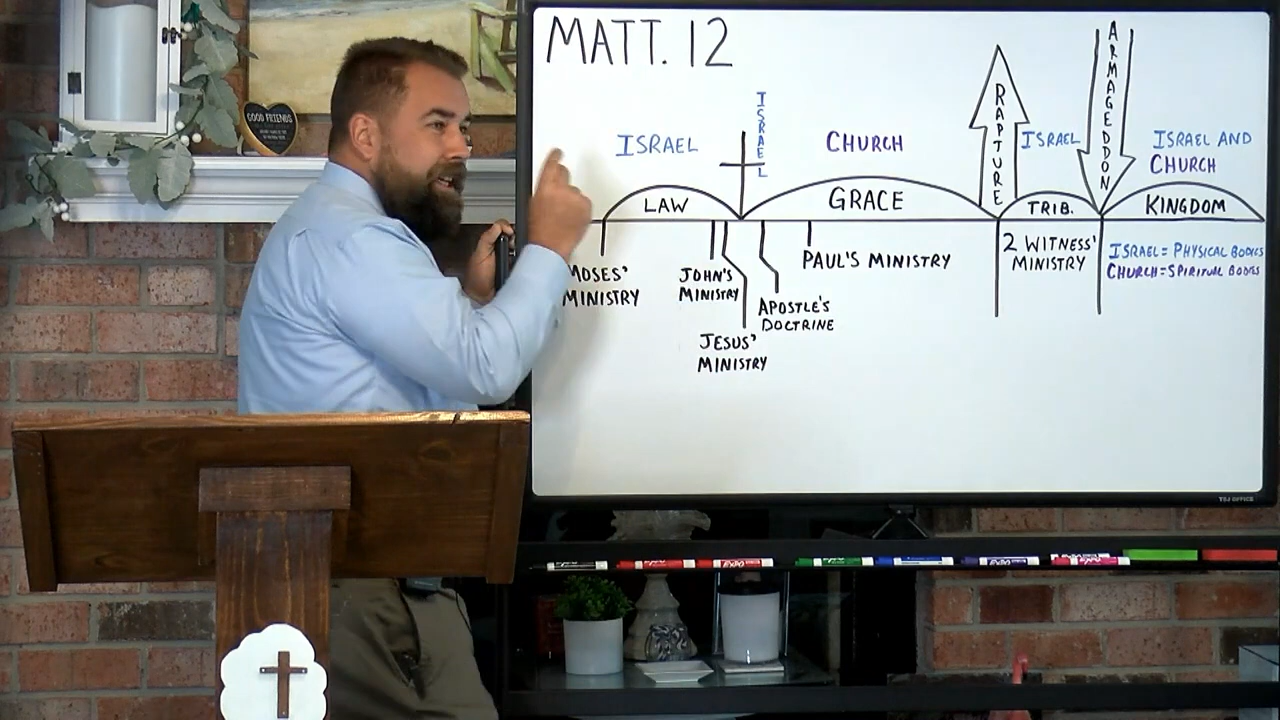 MATT. 12
ISRAEL
ISRAEL
CHURCH
RAPTURE
ISRAEL
ARMAGEDDON
ISRAEL AND
CHURCH
LAW
GRACE
TRIB.
KINGDOM
MOSES'
MINISTRY
JOHN'S
MINISTRY
JESUS'
MINISTRY
APOSTLE'S
DOCTRINE
PAUL'S MINISTRY
2 WITNESS'
MINISTRY
ISRAEL = PHYSICAL BODIES
CHURCH = SPIRITUAL BODIES
GOOD FRIENDS